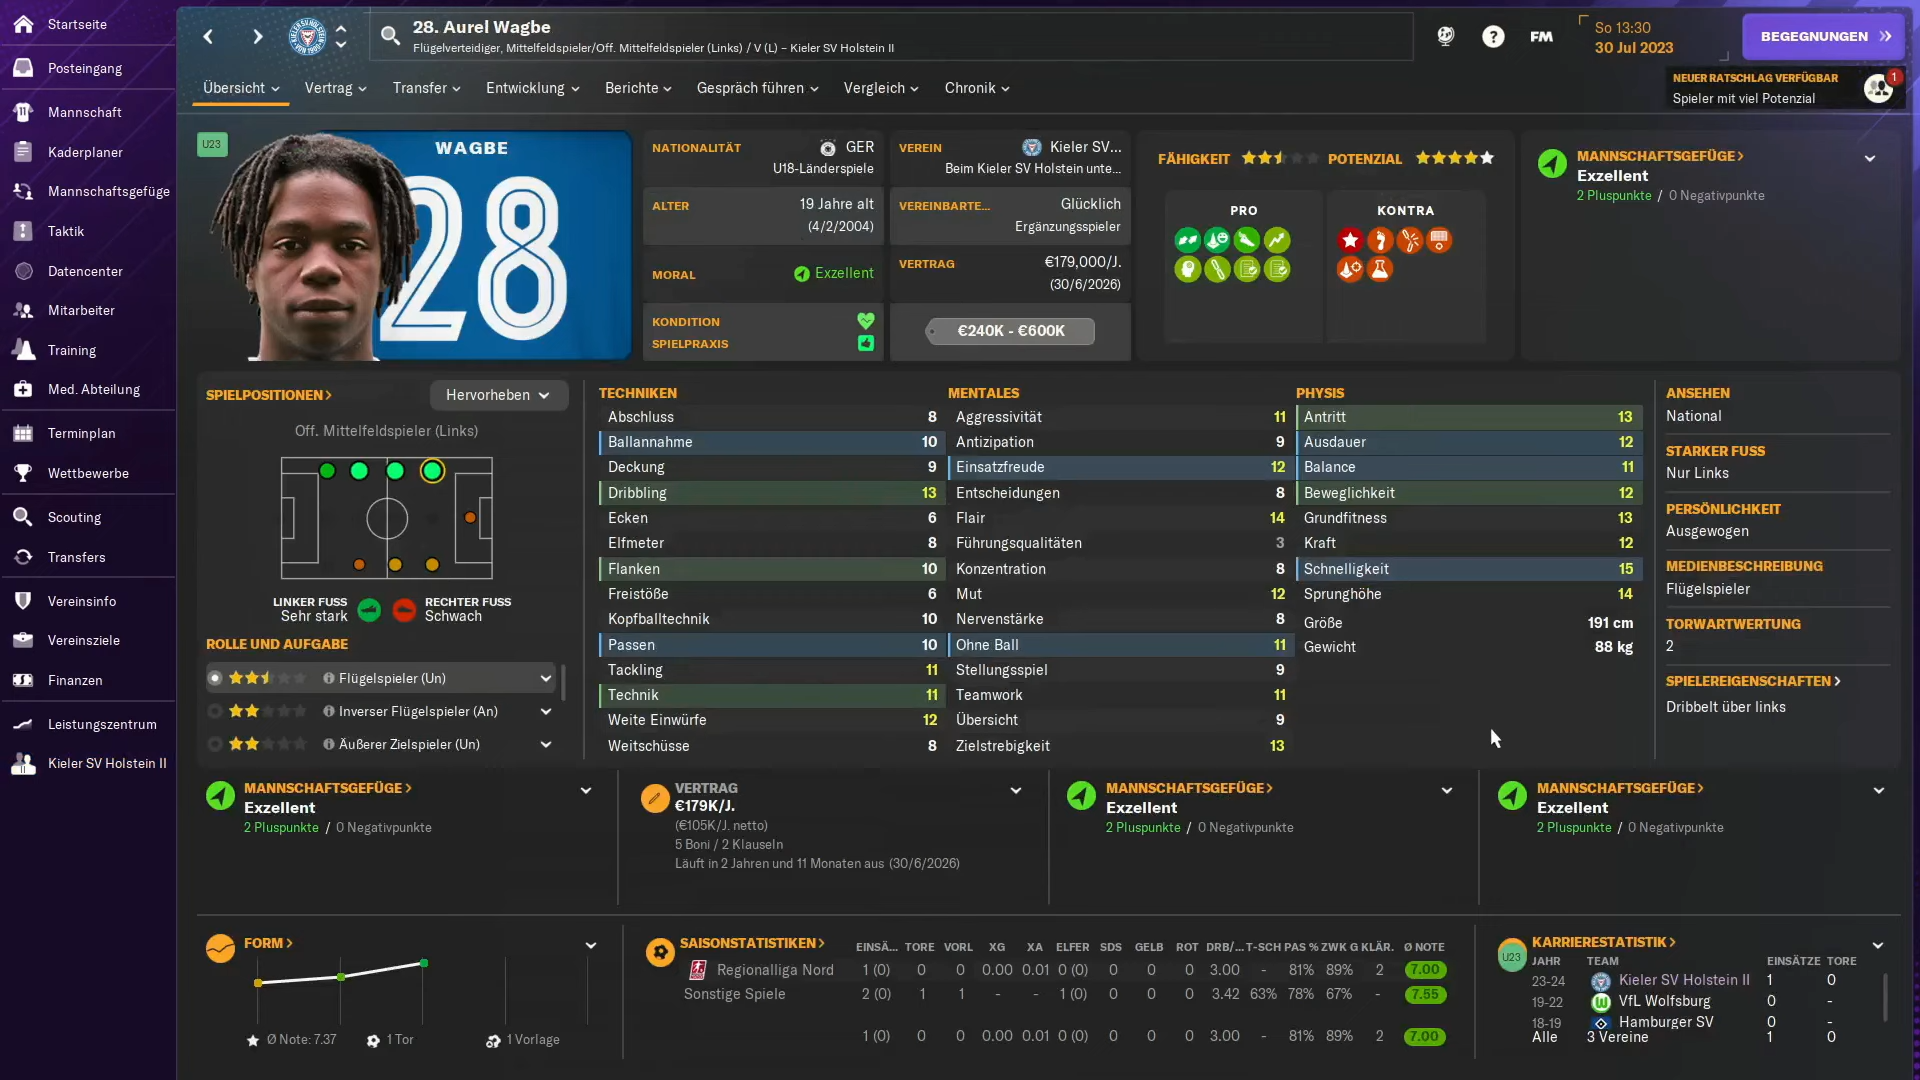 Startseite
Posteingang
Mannschaft
Kaderplaner
Mannschaftsgefüge
Taktik
Datencenter
Mitarbeiter
Training
Med. Abteilung
Terminplan
Wettbewerbe
Scouting
Transfers
Vereinsinfo
Vereinsziele
Finanzen
Leistungszentrum
Kieler SV Holstein II
28. Aurel Wagbe
Flügelverteidiger, Mittelfeldspieler/Off. Mittelfeldspieler (Links) / V (L) – Kieler SV Holstein II
FM
So 13:30
30 Jul 2023
BEGEGNUNGEN
Übersicht
Vertrag
Transfer
Entwicklung
Berichte
Gespräch führen
Vergleich
Chronik
NEUER RATSCHLAG VERFÜGBAR
Spieler mit viel Potenzial
1
U23
WAGBE
28
NATIONALITÄT
GER
U18-Länderspiele
ALTER
19 Jahre alt
(4/2/2004)
MORAL
Exzellent
KONDITION
SPIELPRAXIS
VEREIN
Kieler SV...
Beim Kieler SV Holstein unte...
VEREINBARTE...
Glücklich
Ergänzungsspieler
VERTRAG
€179,000/J.
(30/6/2026)
€240K - €600K
FÄHIGKEIT
POTENZIAL
PRO
KONTRA
MANNSCHAFTSGEFÜGE
Exzellent
2 Pluspunkte / 0 Negativpunkte
SPIELPOSITIONEN
Hervorheben
Off. Mittelfeldspieler (Links)
LINKER FUSS
Sehr stark
RECHTER FUSS
Schwach
ROLLE UND AUFGABE
Flügelspieler (Un)
Inverser Flügelspieler (An)
Äußerer Zielspieler (Un)
TECHNIKEN
Abschluss 8
Ballannahme 10
Deckung 9
Dribbling 13
Ecken 6
Elfmeter 8
Flanken 10
Freistöße 6
Kopfballtechnik 10
Passen 10
Tackling 11
Technik 11
Weite Einwürfe 12
Weitschüsse 8
MENTALES
Aggressivität 11
Antizipation 9
Einsatzfreude 12
Entscheidungen 8
Flair 14
Führungsqualitäten 3
Konzentration 8
Mut 12
Nervenstärke 8
Ohne Ball 11
Stellungsspiel 9
Teamwork 11
Übersicht 9
Zielstrebigkeit 13
PHYSIS
Antritt 13
Ausdauer 12
Balance 11
Beweglichkeit 12
Grundfitness 13
Kraft 12
Schnelligkeit 15
Sprunghöhe 14
Größe 191 cm
Gewicht 88 kg
ANSEHEN
National
STARKER FUSS
Nur Links
PERSÖNLICHKEIT
Ausgewogen
MEDIENBESCHREIBUNG
Flügelspieler
TORWARTWERTUNG
2
SPIELEREIGENSCHAFTEN
Dribbelt über links
MANNSCHAFTSGEFÜGE
Exzellent
2 Pluspunkte / 0 Negativpunkte
VERTRAG
€179K/J.
(€105K/J. netto)
5 Boni / 2 Klauseln
Läuft in 2 Jahren und 11 Monaten aus (30/6/2026)
MANNSCHAFTSGEFÜGE
Exzellent
2 Pluspunkte / 0 Negativpunkte
MANNSCHAFTSGEFÜGE
Exzellent
2 Pluspunkte / 0 Negativpunkte
FORM
Ø Note: 7.37
1 Tor
1 Vorlage
SAISONSTATISTIKEN
EINSÄ... TORE VORL XG XA ELFER SDS GELB ROT DRB/... T-SCH PAS % ZWK G KLÄR. Ø NOTE
Regionalliga Nord 1 (0) 0 0 0.00 0.01 0 (0) 0 0 0 3.00 - 81% 89% 2 7.00
Sonstige Spiele 2 (0) 1 1 - - 1 (0) 0 0 0 3.42 63% 78% 67% - 7.55
1 (0) 0 0 0.00 0.01 0 (0) 0 0 0 3.00 - 81% 89% 2 7.00
U23
KARRIERESTATISTIK
JAHR TEAM EINSÄTZE TORE
23-24 Kieler SV Holstein II 1 0
19-22 VfL Wolfsburg 0 -
18-19 Hamburger SV 0 -
Alle 3 Vereine 1 0